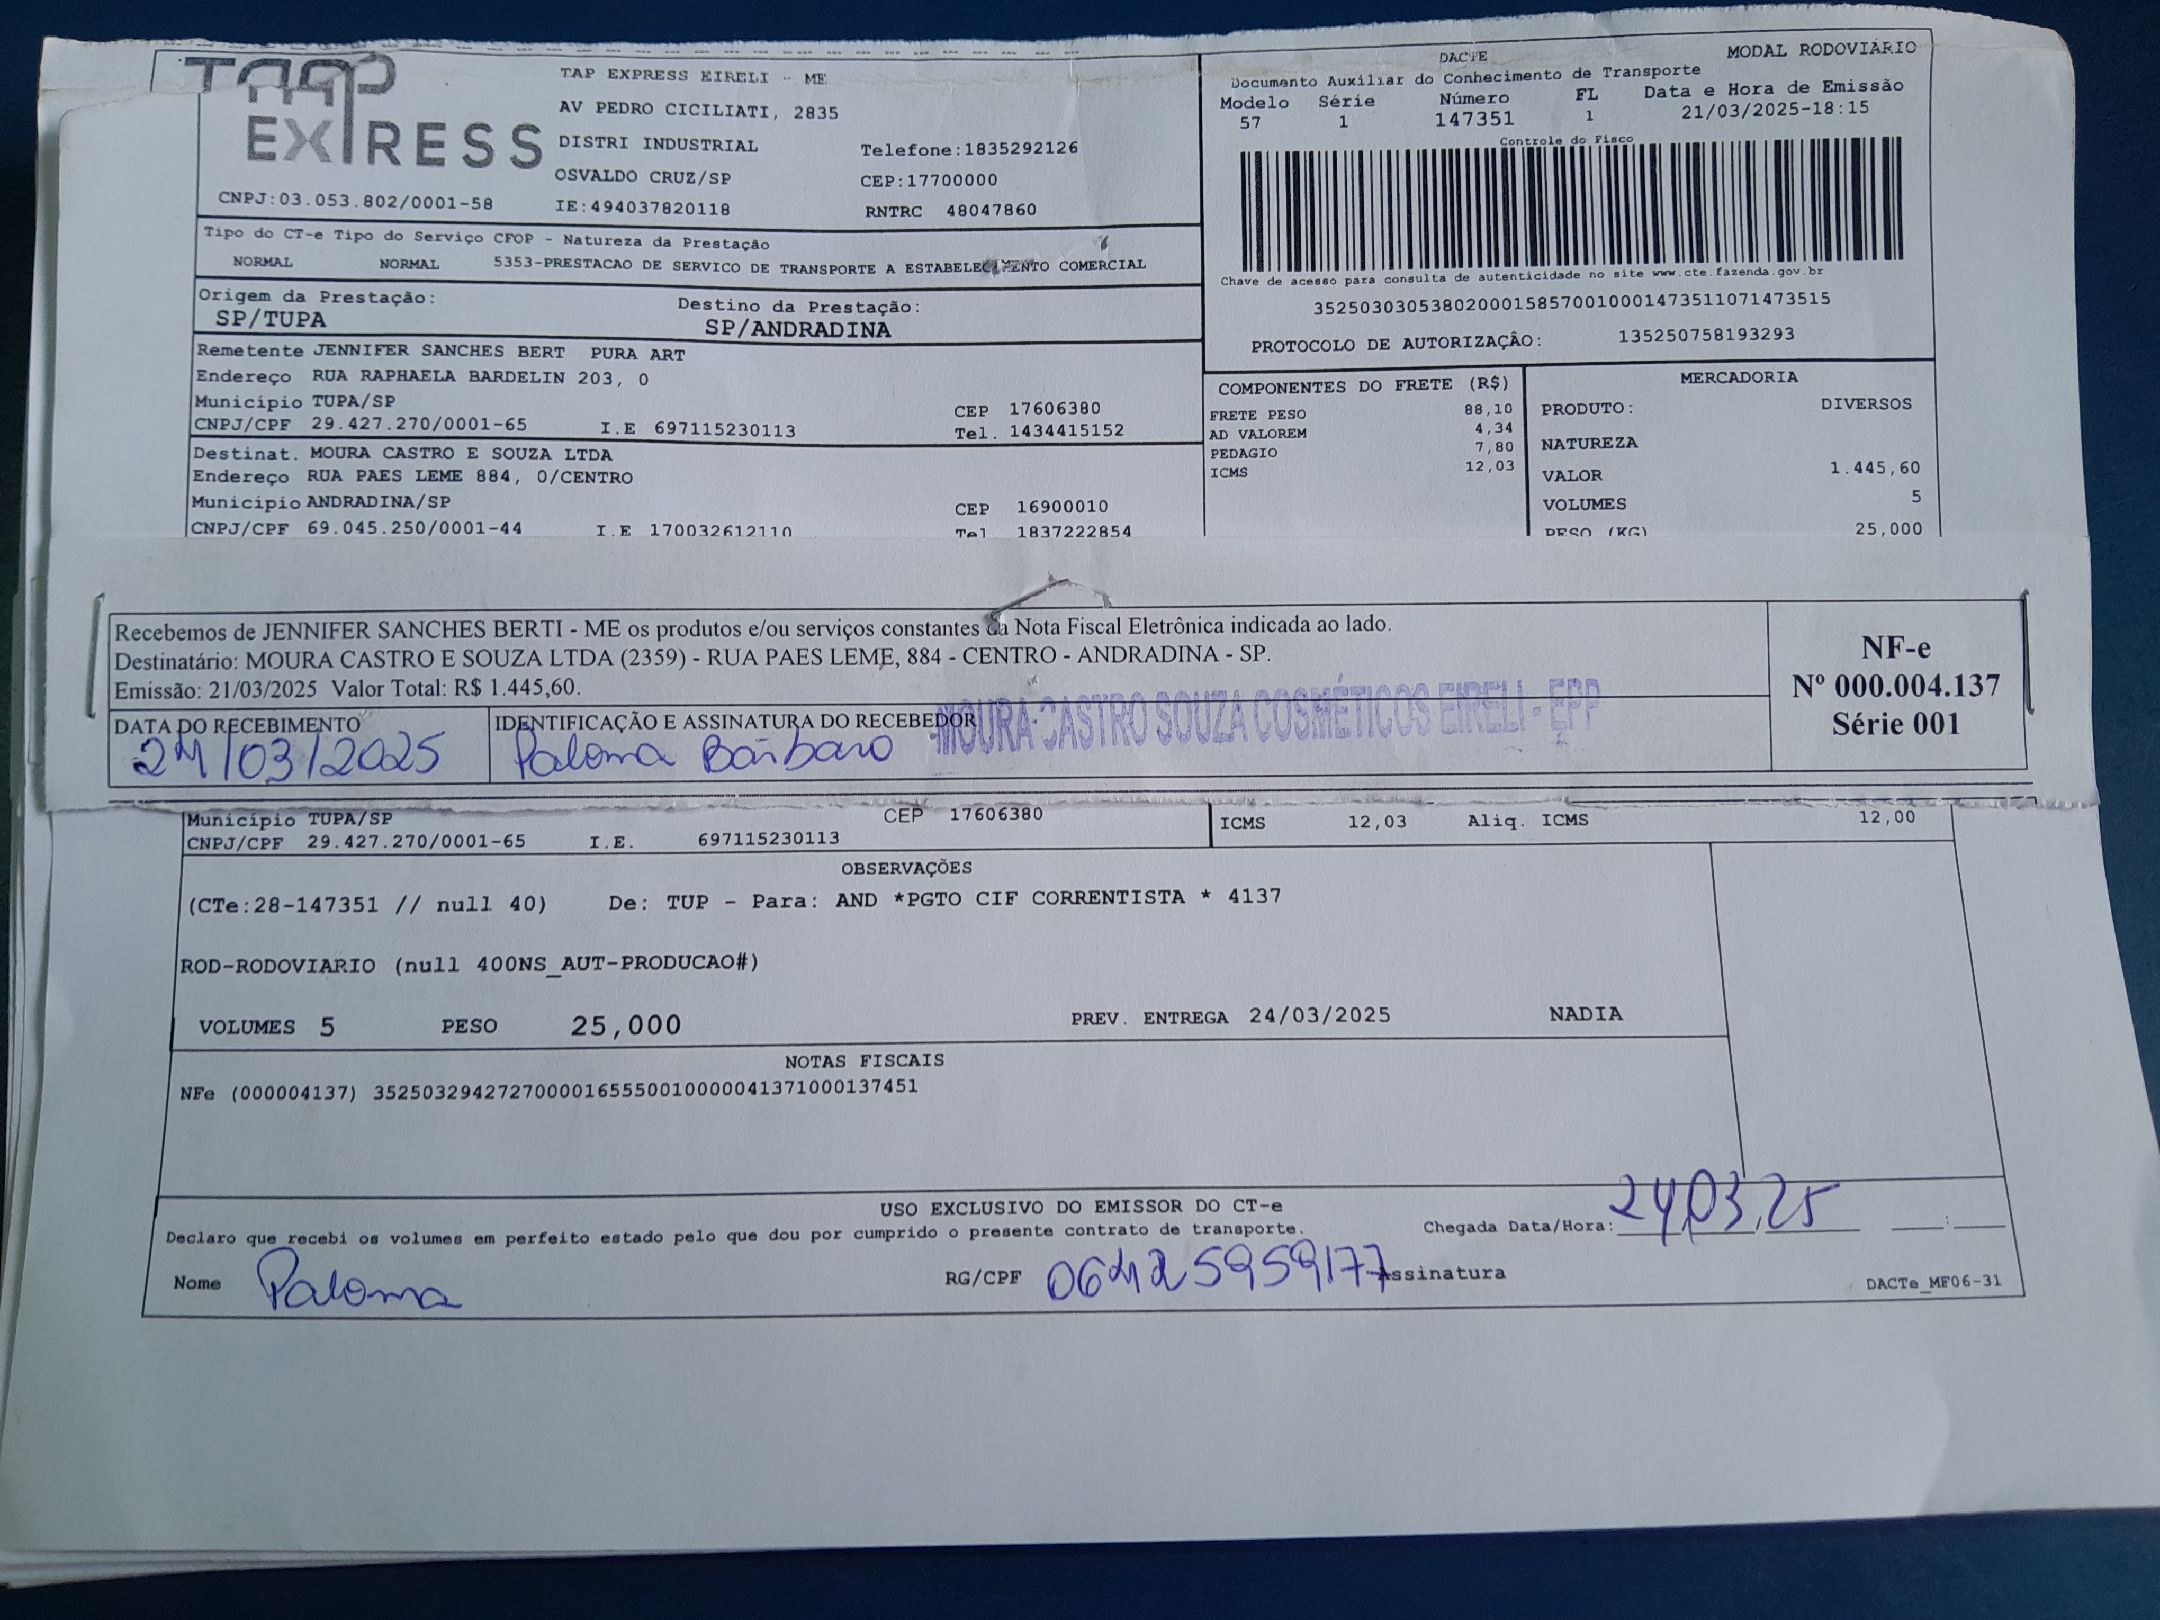 TAP EXPRESS
TAP EXPRESS EIRELI - ME
AV PEDRO CICILIATI, 2835
DISTRI INDUSTRIAL Telefone:1835292126
OSVALDO CRUZ/SP CEP:17700000
CNPJ:03.053.802/0001-58 IE:494037820118 RNTRC 48047860
DACTE MODAL RODOVIÁRIO
Documento Auxiliar do Conhecimento de Transporte
Modelo Série Número FL Data e Hora de Emissão
57 1 147351 1 21/03/2025-18:15
Controle do Fisco
Chave de acesso para consulta de autenticidade no site www.cte.fazenda.gov.br
35250303053802000158570010001473511071473515
PROTOCOLO DE AUTORIZAÇÃO: 135250758193293
Tipo do CT-e Tipo do Serviço CFOP - Natureza da Prestação
NORMAL NORMAL 5353-PRESTACAO DE SERVICO DE TRANSPORTE A ESTABELECIMENTO COMERCIAL
Origem da Prestação: Destino da Prestação:
SP/TUPA SP/ANDRADINA
Remetente JENNIFER SANCHES BERT PURA ART
Endereço RUA RAPHAELA BARDELIN 203, 0
Município TUPA/SP CEP 17606380
CNPJ/CPF 29.427.270/0001-65 I.E 697115230113 Tel. 1434415152
Destinat. MOURA CASTRO E SOUZA LTDA
Endereço RUA PAES LEME 884, 0/CENTRO
Município ANDRADINA/SP CEP 16900010
CNPJ/CPF 69.045.250/0001-44 I.E 170032612110 Tel 1837222854
COMPONENTES DO FRETE (R$)
FRETE PESO 88,10
AD VALOREM 4,34
PEDAGIO 7,80
ICMS 12,03
MERCADORIA
PRODUTO: DIVERSOS
NATUREZA
VALOR 1.445,60
VOLUMES 5
PESO (KG) 25,000
Recebemos de JENNIFER SANCHES BERTI - ME os produtos e/ou serviços constantes da Nota Fiscal Eletrônica indicada ao lado.
Destinatário: MOURA CASTRO E SOUZA LTDA (2359) - RUA PAES LEME, 884 - CENTRO - ANDRADINA - SP.
Emissão: 21/03/2025 Valor Total: R$ 1.445,60.
NF-e
Nº 000.004.137
Série 001
DATA DO RECEBIMENTO IDENTIFICAÇÃO E ASSINATURA DO RECEBEDOR
24/03/2025 Paloma Bárbaro MOURA CASTRO SOUZA COSMÉTICOS EIRELI - EPP
Município TUPA/SP CEP 17606380
CNPJ/CPF 29.427.270/0001-65 I.E. 697115230113
ICMS 12,03 Aliq. ICMS 12,00
OBSERVAÇÕES
(CTe:28-147351 // null 40) De: TUP - Para: AND *PGTO CIF CORRENTISTA * 4137
ROD-RODOVIARIO (null 400NS_AUT-PRODUCAO#)
VOLUMES 5 PESO 25,000 PREV. ENTREGA 24/03/2025 NADIA
NOTAS FISCAIS
NFe (000004137) 35250329427270000165550010000041371000137451
USO EXCLUSIVO DO EMISSOR DO CT-e
Declaro que recebi os volumes em perfeito estado pelo que dou por cumprido o presente contrato de transporte. Chegada Data/Hora: 24,03,25 :
Nome Paloma RG/CPF 06425959177 Assinatura DACTe_MF06-31